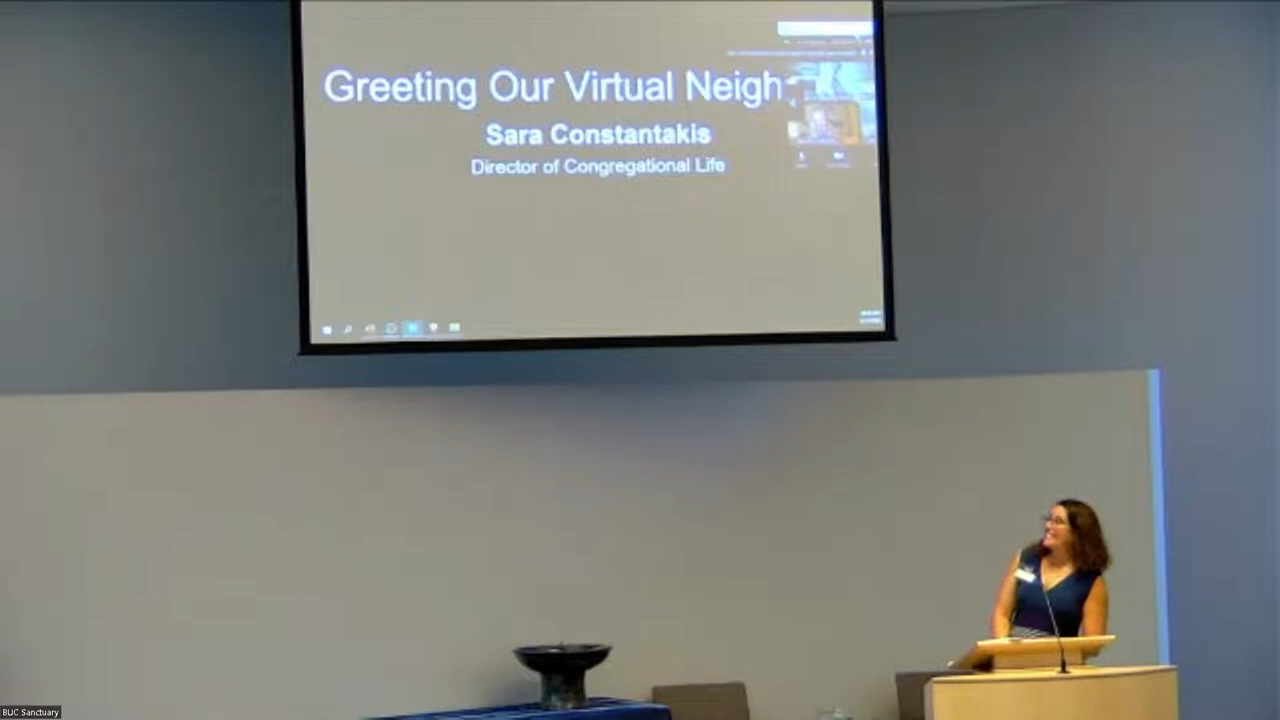 Greeting Our Virtual Neigh
Sara Constantakis
Director of Congregational Life
BUC Sanctuary